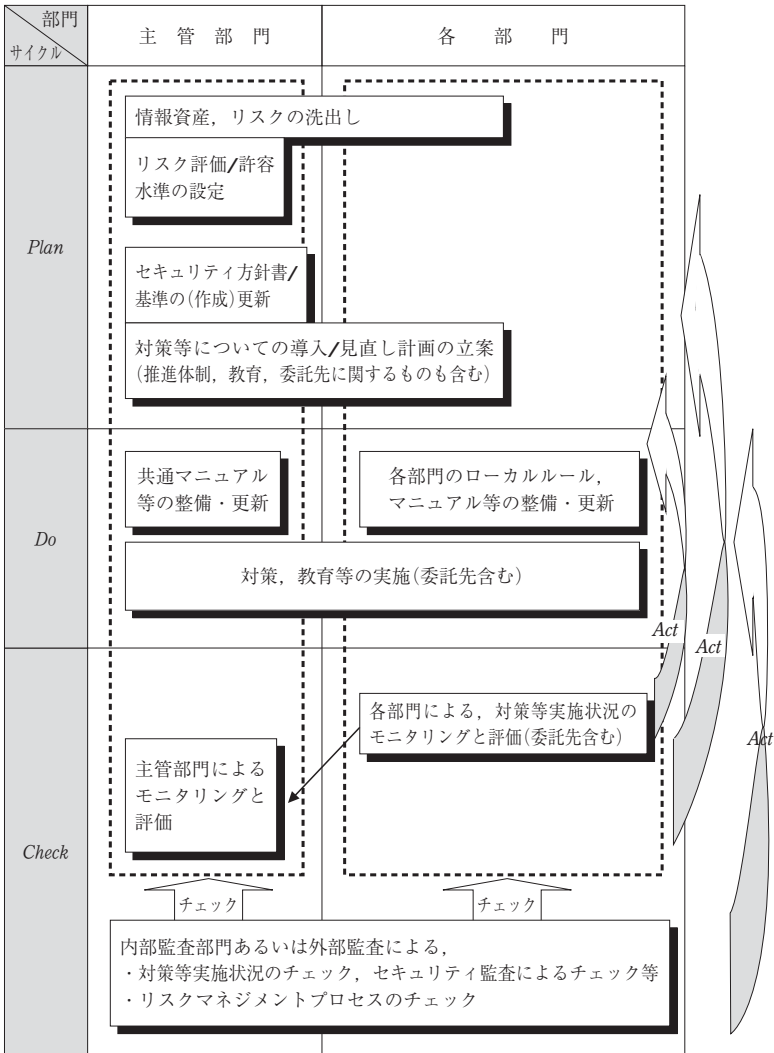 部門
サイクル
主管部門
各部門
Plan
情報資産，リスクの洗出し
リスク評価/許容
水準の設定
セキュリティ方針書/
基準の(作成)更新
対策等についての導入/見直し計画の立案
(推進体制，教育，委託先に関するものも含む)
Do
共通マニュアル
等の整備・更新
各部門のローカルルール，
マニュアル等の整備・更新
対策，教育等の実施(委託先含む)
Act
Act
Act
Check
各部門による，対策等実施状況の
モニタリングと評価(委託先含む)
主管部門による
モニタリングと
評価
チェック
チェック
内部監査部門あるいは外部監査による，
・対策等実施状況のチェック，セキュリティ監査によるチェック等
・リスクマネジメントプロセスのチェック